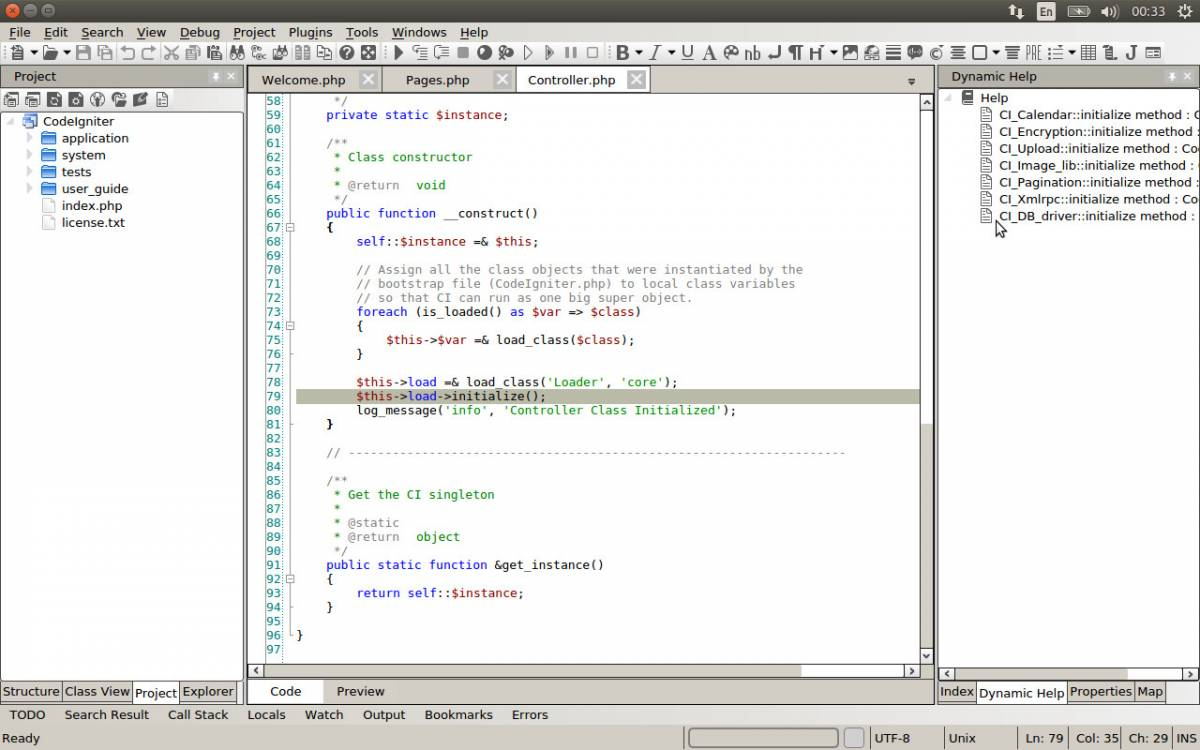 En 00:33
File Edit Search View Debug Project Plugins Tools Windows Help
B I U A nb H PRE J
Project
Welcome.php Pages.php Controller.php
Dynamic Help
CodeIgniter
application
system
tests
user_guide
index.php
license.txt
58 */
59 private static $instance;
60
61 /**
62 * Class constructor
63 *
64 * @return void
65 */
66 public function __construct()
67 {
68 self::$instance =& $this;
69
70 // Assign all the class objects that were instantiated by the
71 // bootstrap file (CodeIgniter.php) to local class variables
72 // so that CI can run as one big super object.
73 foreach (is_loaded() as $var => $class)
74 {
75 $this->$var =& load_class($class);
76 }
77
78 $this->load =& load_class('Loader', 'core');
79 $this->load->initialize();
80 log_message('info', 'Controller Class Initialized');
81 }
82
83 // --------------------------------------------------------------------
84
85 /**
86 * Get the CI singleton
87 *
88 * @static
89 * @return object
90 */
91 public static function &get_instance()
92 {
93 return self::$instance;
94 }
95
96 }
97
Help
CI_Calendar::initialize method : C
CI_Encryption::initialize method :
CI_Upload::initialize method : Co
CI_Image_lib::initialize method :
CI_Pagination::initialize method :
CI_Xmlrpc::initialize method : Co
CI_DB_driver::initialize method :
Structure Class View Project Explorer
Code Preview
Index Dynamic Help Properties Map
TODO Search Result Call Stack Locals Watch Output Bookmarks Errors
Ready UTF-8 Unix Ln: 79 Col: 35 Ch: 29 INS